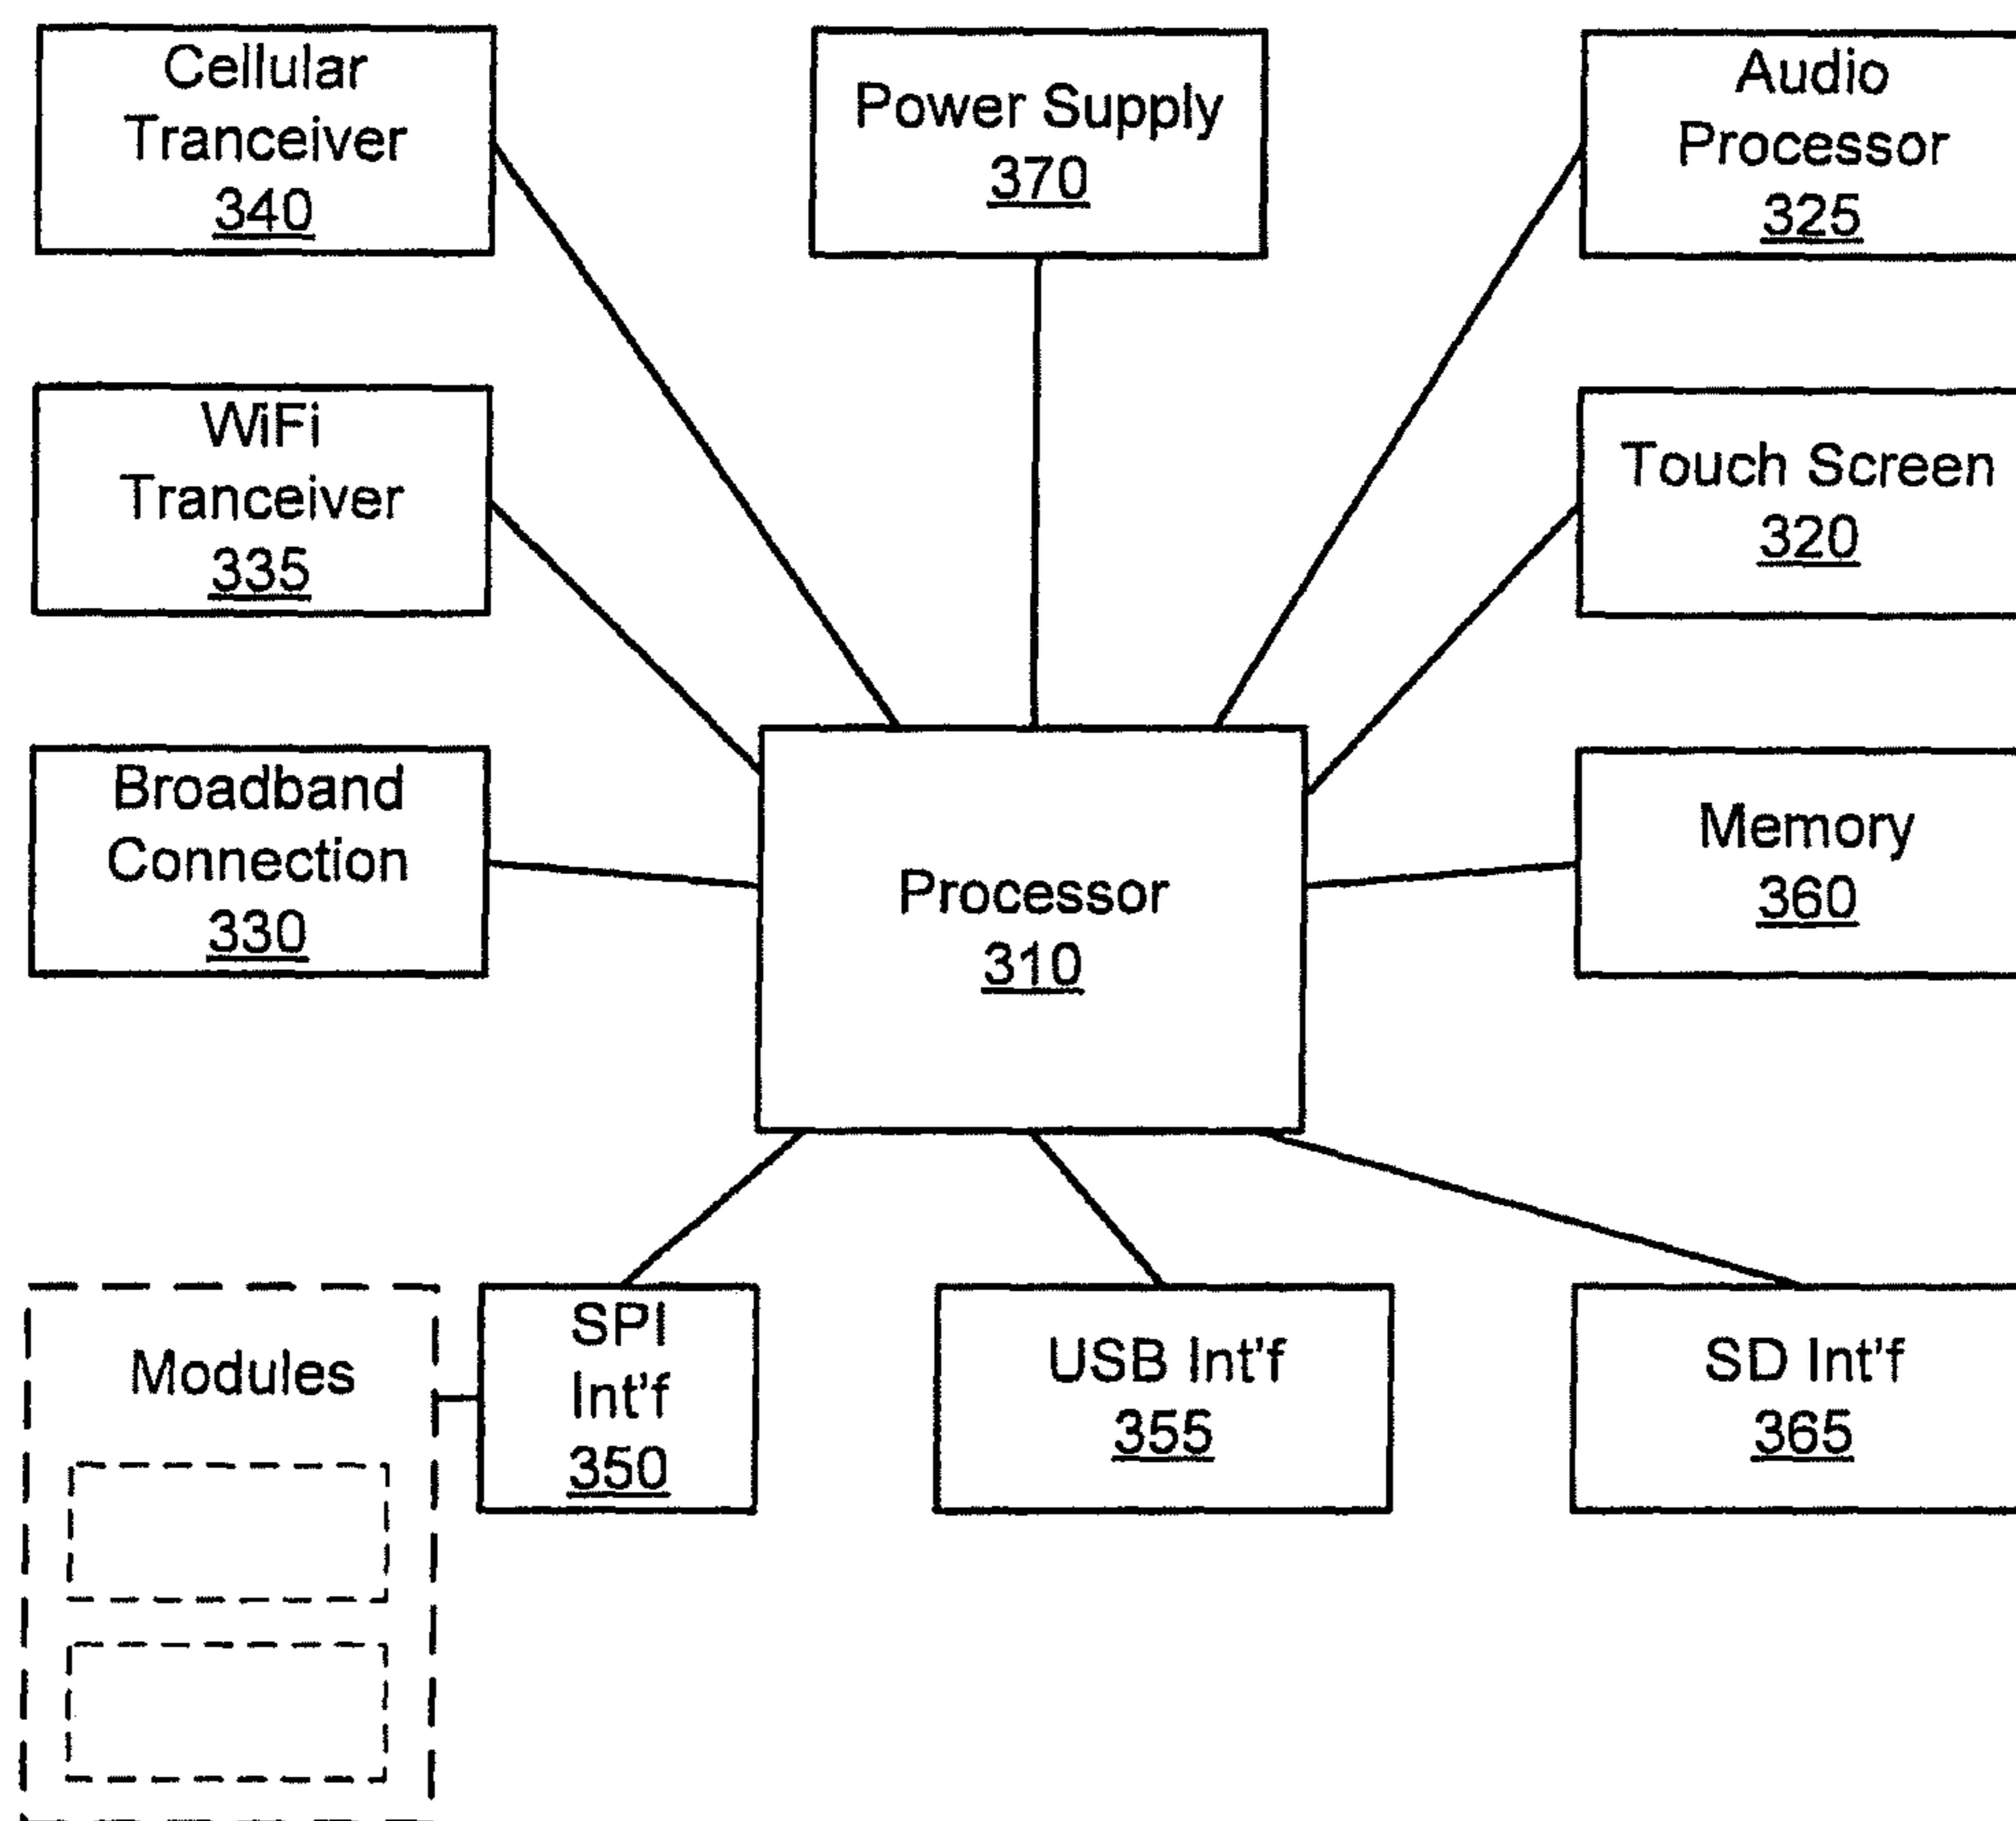 Cellular
Tranceiver
340
Power Supply
370
Audio
Processor
325
WiFi
Tranceiver
335
Touch Screen
320
Broadband
Connection
330
Processor
310
Memory
360
Modules
SPI
Int'f
350
USB Int'f
355
SD Int'f
365